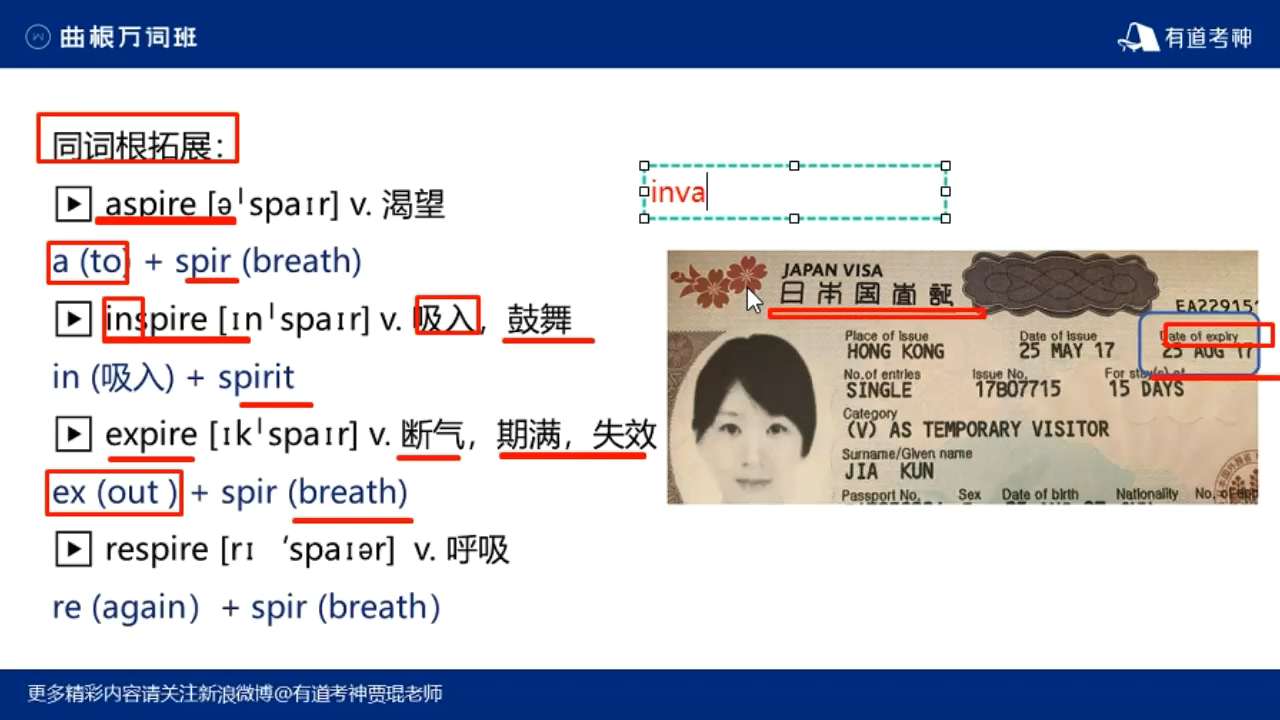 曲根万词班
有道考神
同词根拓展：
aspire [əˈspaɪr] v. 渴望
a (to) + spir (breath)
inspire [ɪnˈspaɪr] v. 吸入，鼓舞
in (吸入) + spirit
expire [ɪkˈspaɪr] v. 断气，期满，失效
ex (out ) + spir (breath)
respire [rɪ ‘spaɪər] v. 呼吸
re (again）+ spir (breath）
inva
JAPAN VISA
日本国査証
EA22915
Place of issue Date of issue Date of expiry
HONG KONG 25 MAY 17 25 AUG 17
No.of entries Issue No. For stay(s) of
SINGLE 17B07715 15 DAYS
Category
(V) AS TEMPORARY VISITOR
Surname/Given name
JIA KUN
Passport No. Sex Date of birth Nationality
更多精彩内容请关注新浪微博@有道考神贾琨老师